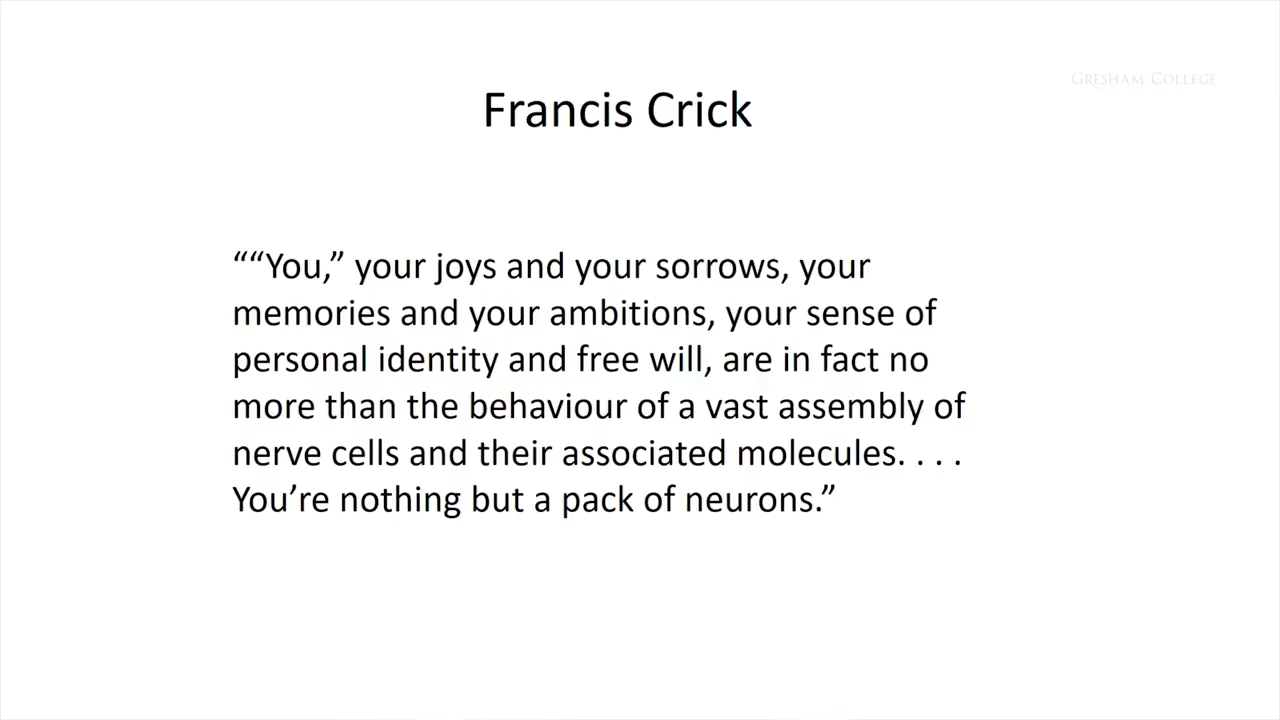 GRESHAM COLLEGE
Francis Crick
““You,” your joys and your sorrows, your
memories and your ambitions, your sense of
personal identity and free will, are in fact no
more than the behaviour of a vast assembly of
nerve cells and their associated molecules. . . .
You’re nothing but a pack of neurons.”